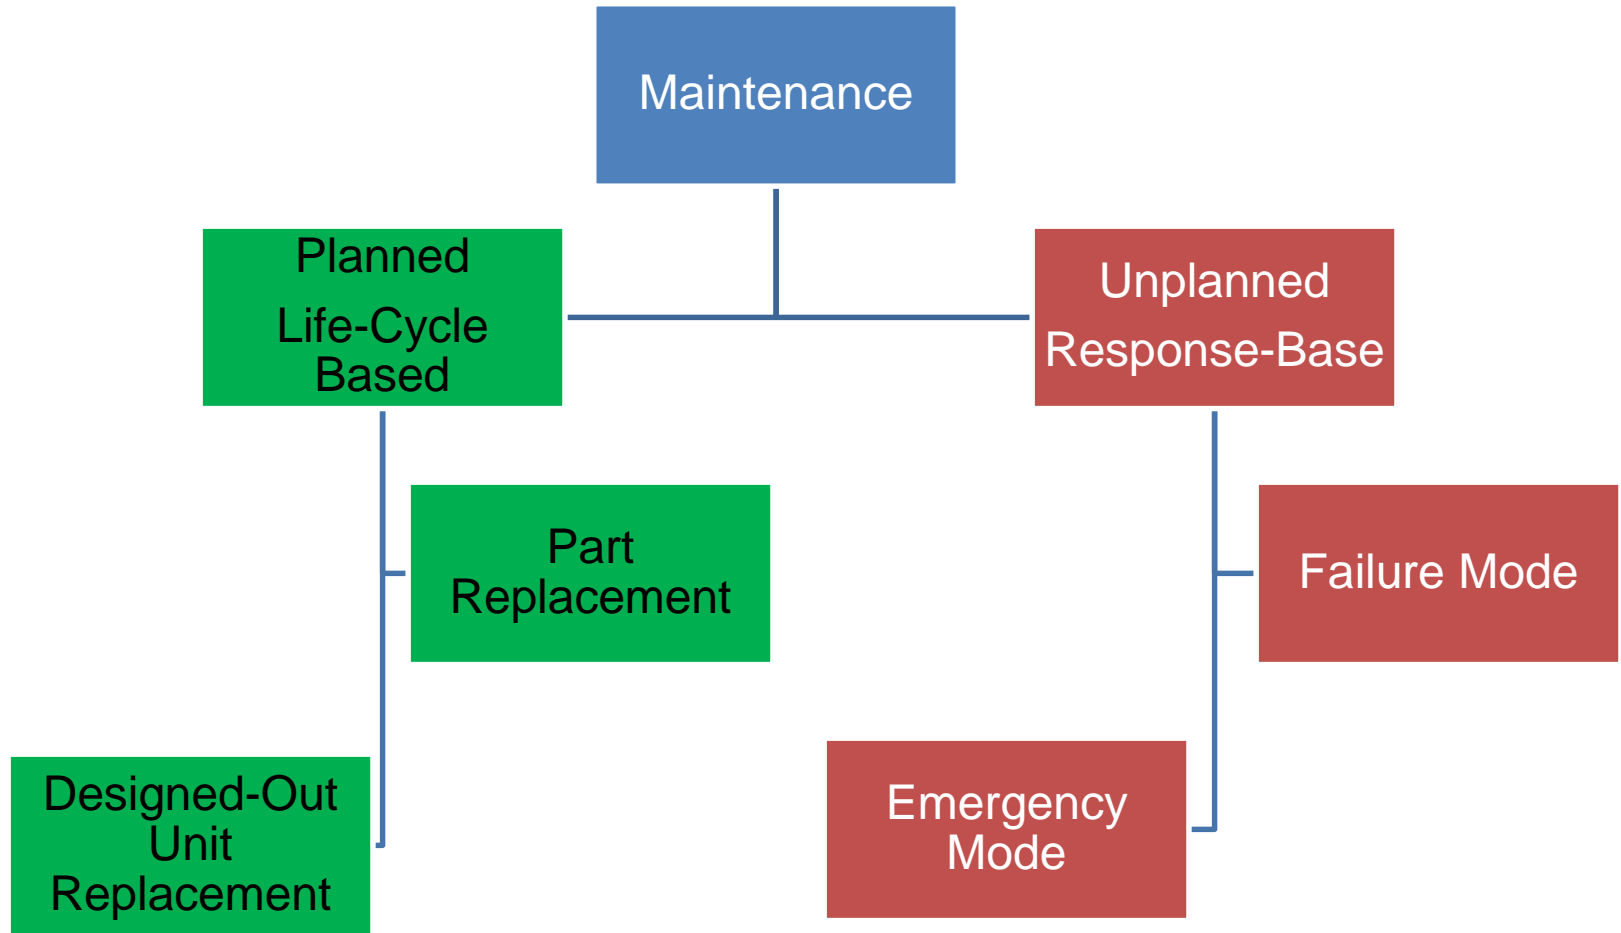 Maintenance
Planned
Life-Cycle
Based
Unplanned
Response-Base
Part
Replacement
Failure Mode
Designed-Out
Unit
Replacement
Emergency
Mode